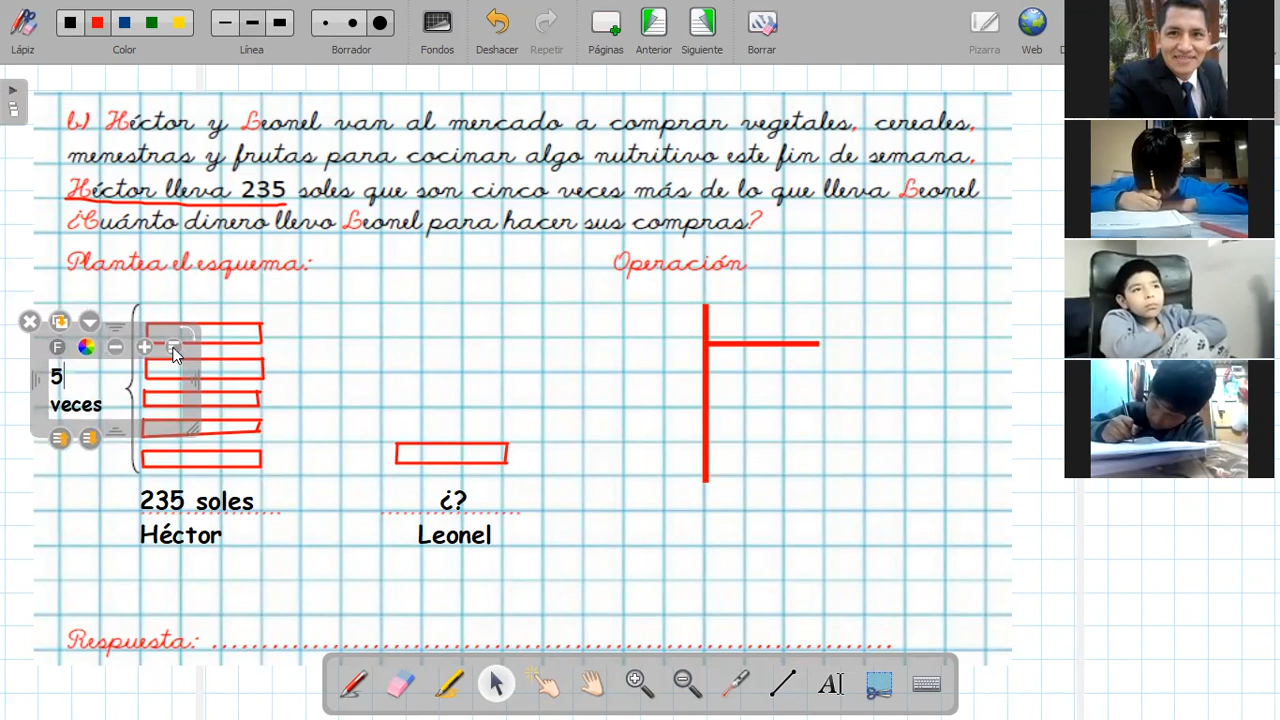 Lápiz Color Línea Borrador Fondos Deshacer Repetir Páginas Anterior Siguiente Borrar Pizarra Web
b) Héctor y Leonel van al mercado a comprar vegetales, cereales,
menestras y frutas para cocinar algo nutritivo este fin de semana,
Héctor lleva 235 soles que son cinco veces más de lo que lleva Leonel
¿Cuánto dinero llevo Leonel para hacer sus compras?
Plantea el esquema: Operación
F
5
veces
235 soles ¿?
Héctor Leonel
Respuesta: ........................................................